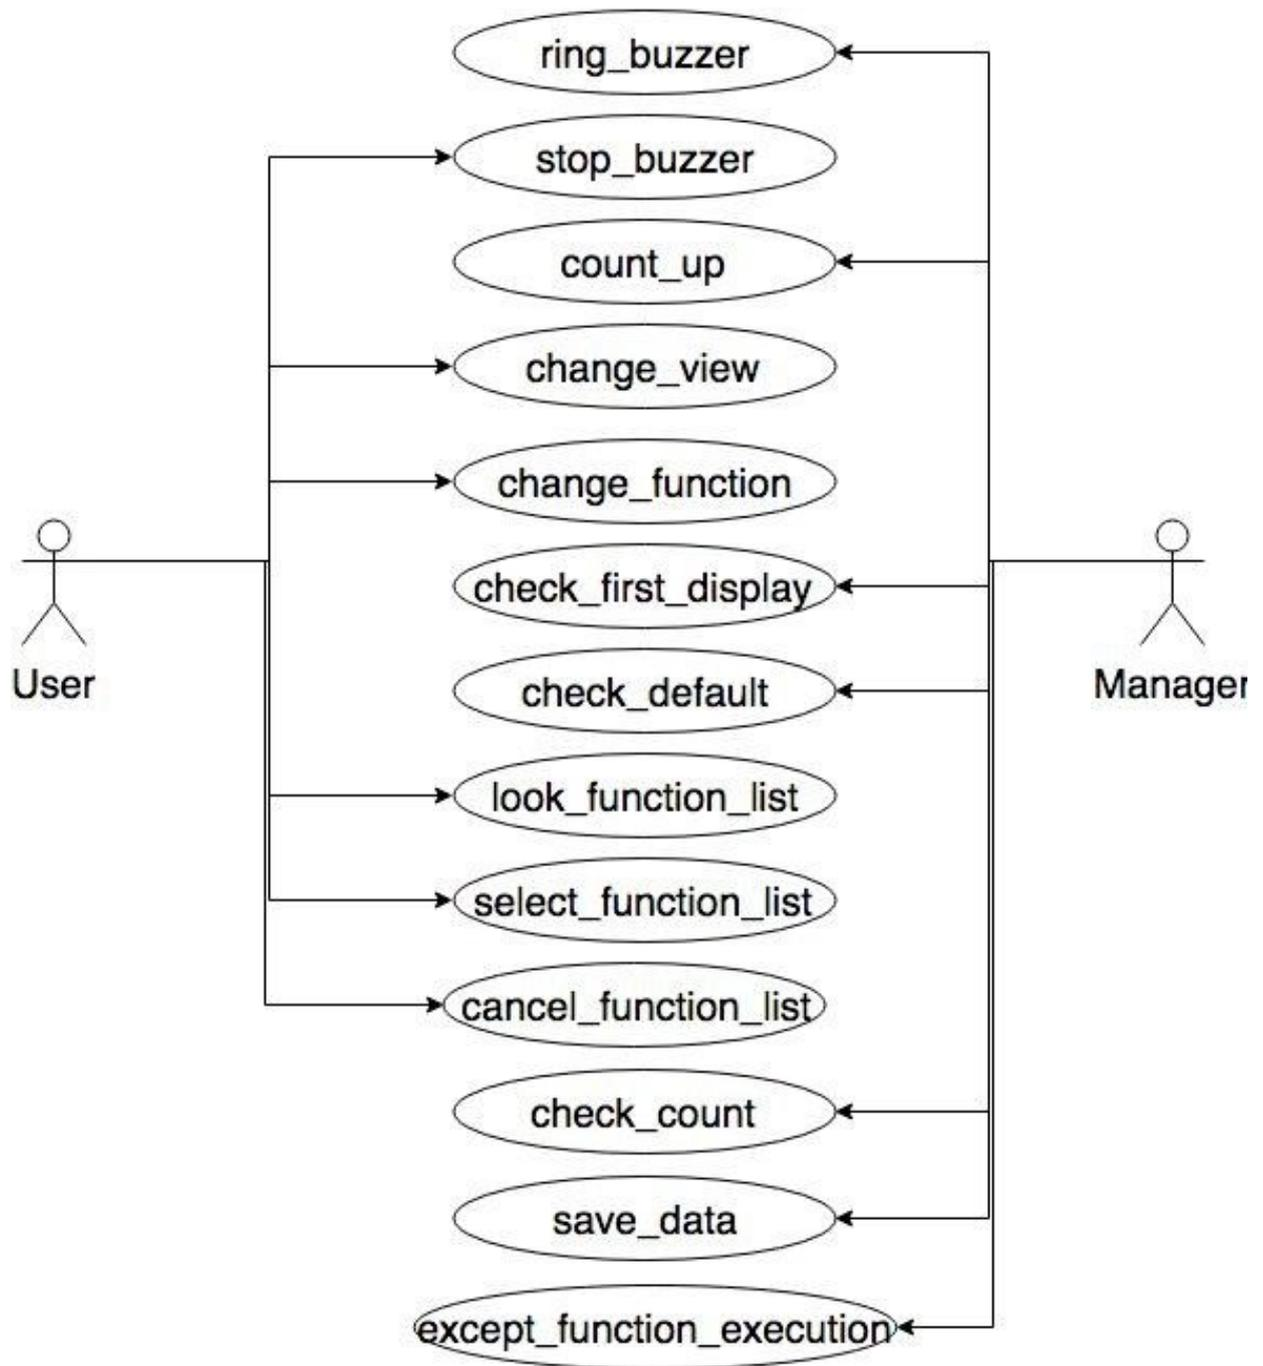 ring_buzzer
stop_buzzer
count_up
change_view
change_function
check_first_display
check_default
User
Manager
look_function_list
select_function_list
cancel_function_list
check_count
save_data
except_function_execution